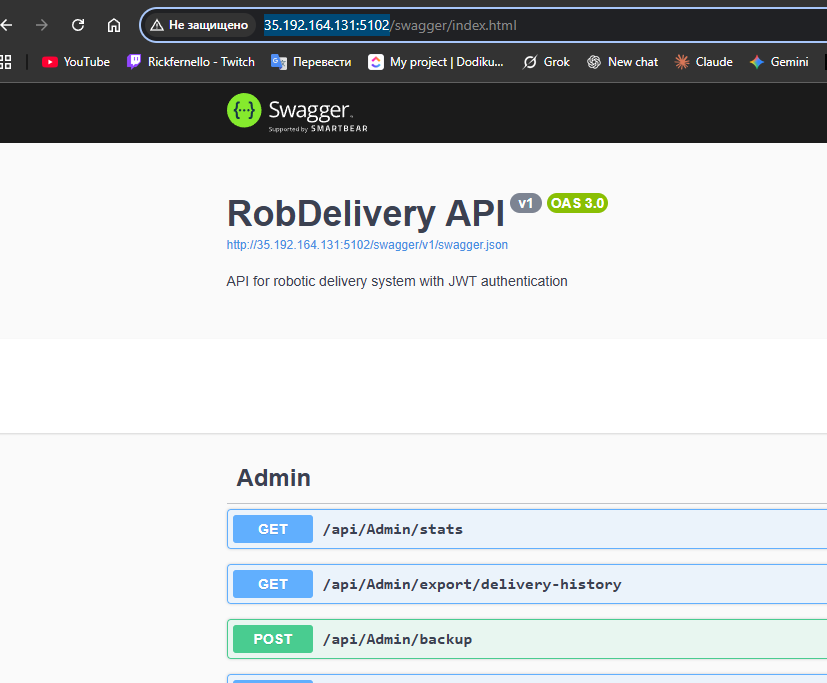 Не защищено 35.192.164.131:5102/swagger/index.html
YouTube Rickfernello - Twitch Перевести My project | Dodiku... Grok New chat Claude Gemini
Swagger
Supported by SMARTBEAR
RobDelivery API v1 OAS 3.0
http://35.192.164.131:5102/swagger/v1/swagger.json
API for robotic delivery system with JWT authentication
Admin
GET /api/Admin/stats
GET /api/Admin/export/delivery-history
POST /api/Admin/backup